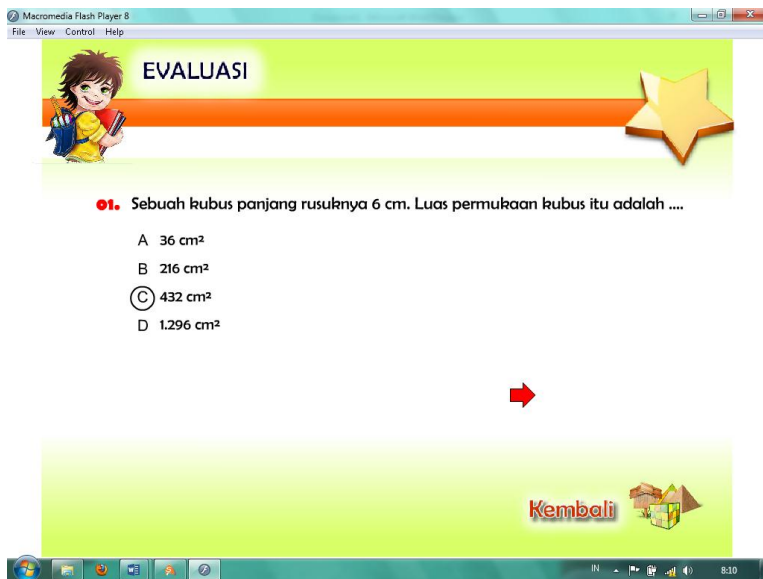 Macromedia Flash Player 8
File View Control Help
EVALUASI
01. Sebuah kubus panjang rusuknya 6 cm. Luas permukaan kubus itu adalah ....
A 36 cm²
B 216 cm²
C 432 cm²
D 1.296 cm²
Kembali
IN 8:10